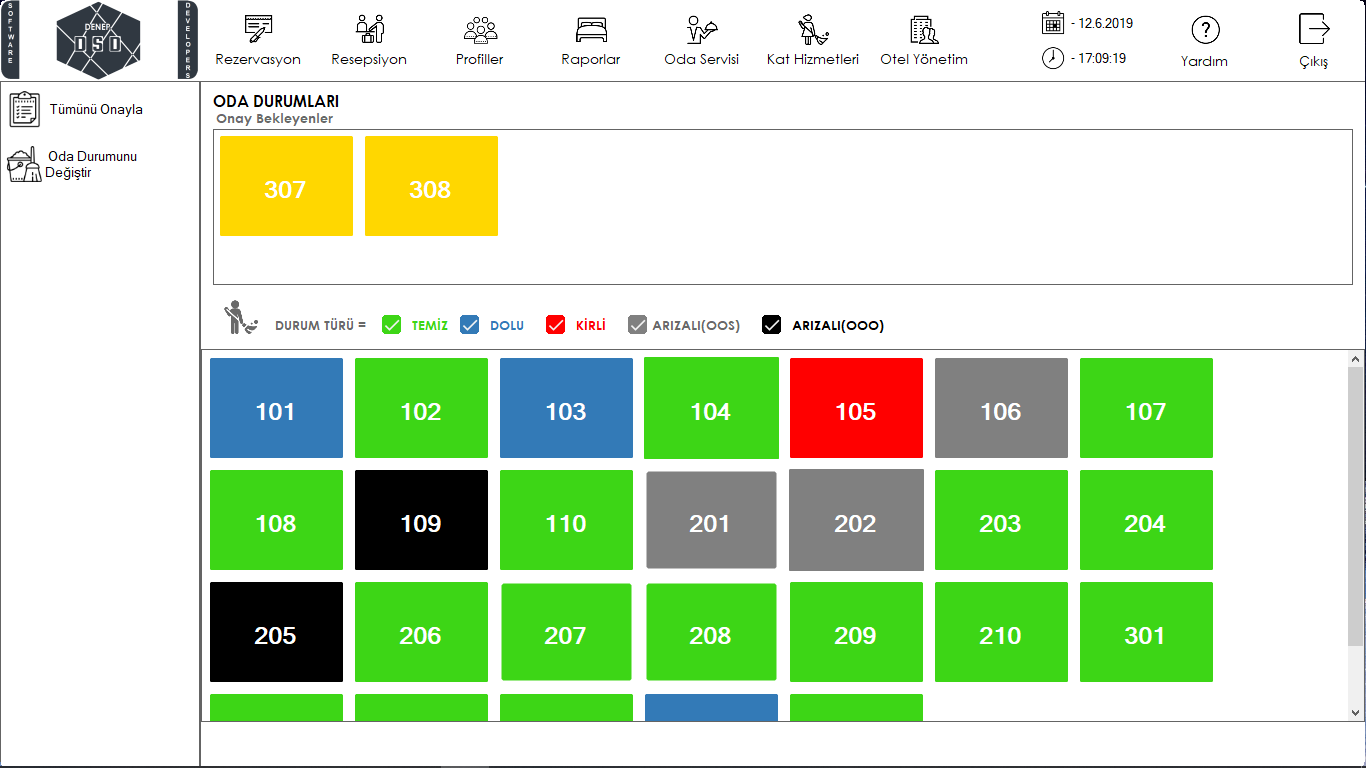 SOFTWARE
DENEP
OSD
DEVELOPERS
Rezervasyon
Resepsiyon
Profiller
Raporlar
Oda Servisi
Kat Hizmetleri
Otel Yönetim
- 12.6.2019
- 17:09:19
Yardım
Çıkış
Tümünü Onayla
Oda Durumunu
Değiştir
ODA DURUMLARI
Onay Bekleyenler
307 308
DURUM TÜRÜ = TEMİZ DOLU KİRLİ ARIZALI(OOS) ARIZALI(OOO)
101 102 103 104 105 106 107
108 109 110 201 202 203 204
205 206 207 208 209 210 301